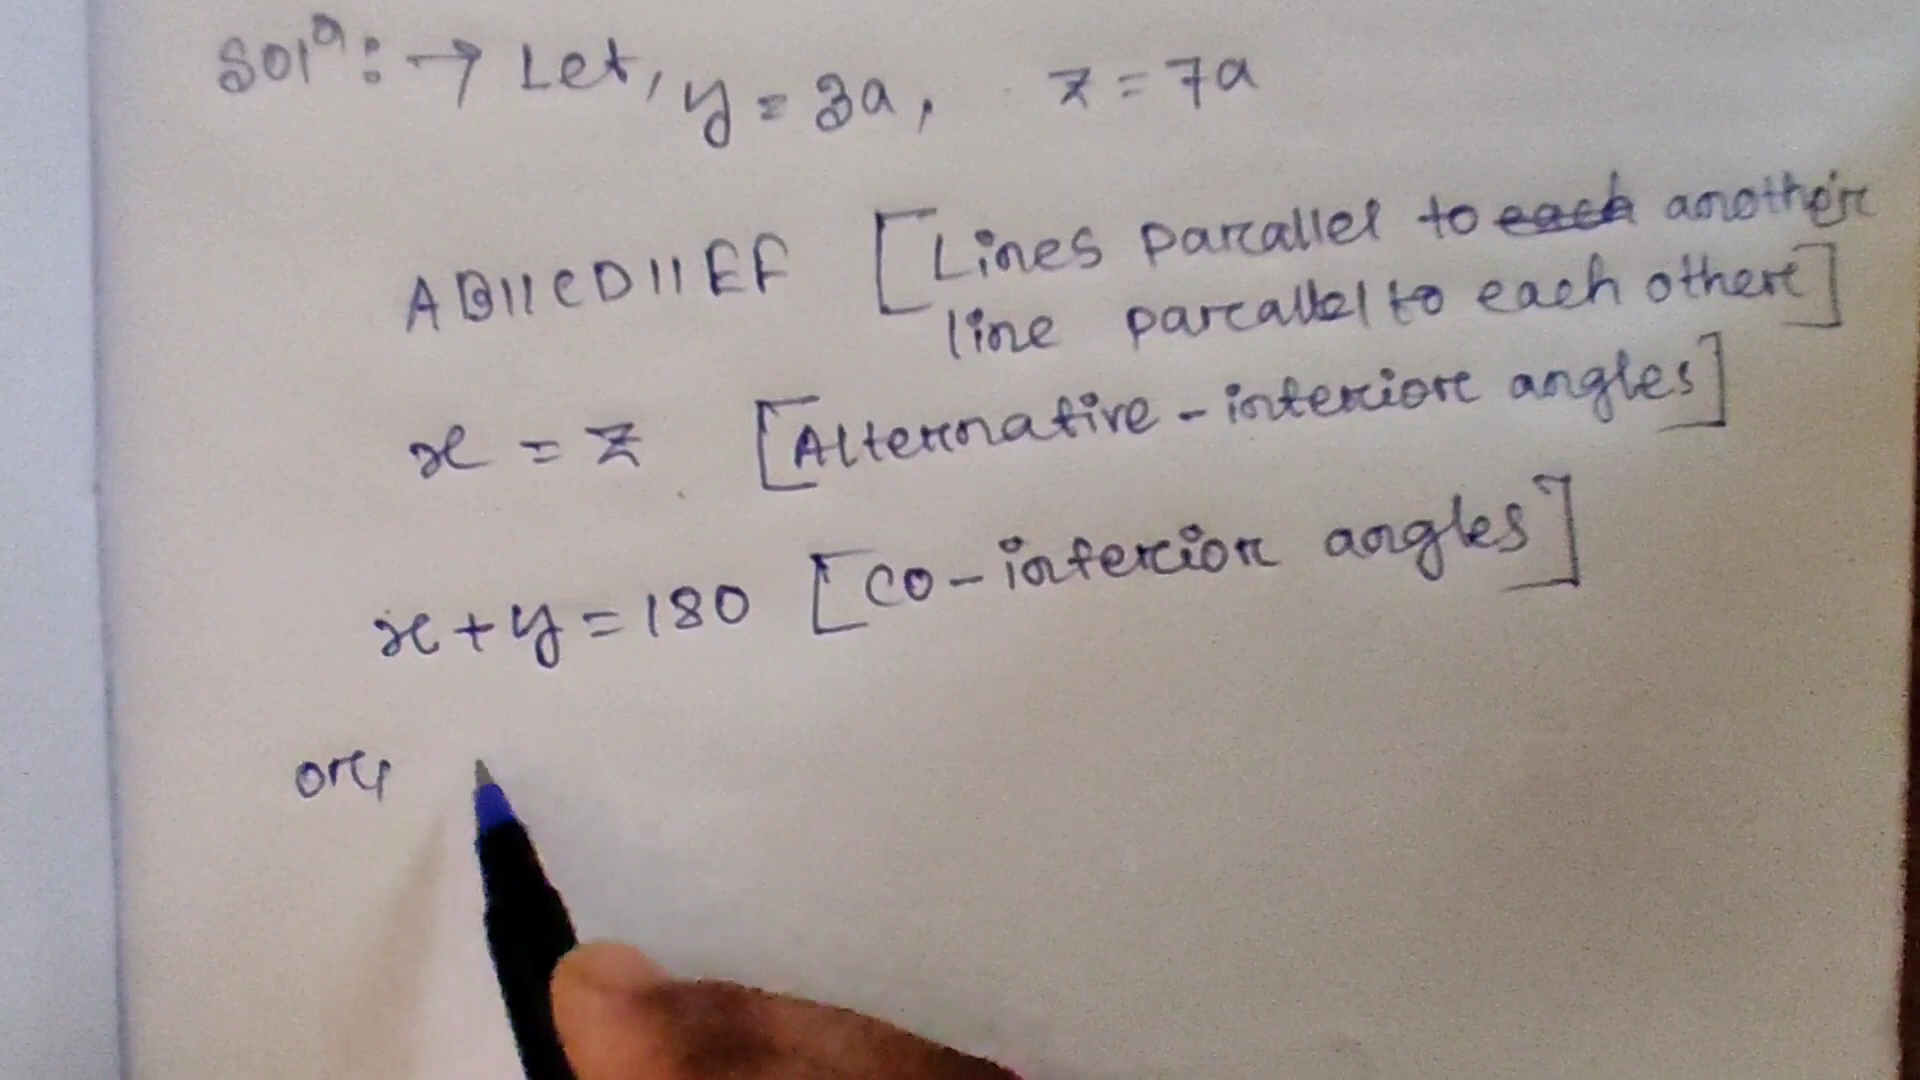 Solⁿ: → Let, y = 3a, z = 7a
AB||CD||EF [Lines parallel to each another
line parallel to each other]
x = z [Alternative-interior angles]
x + y = 180 [co-interior angles]
or,